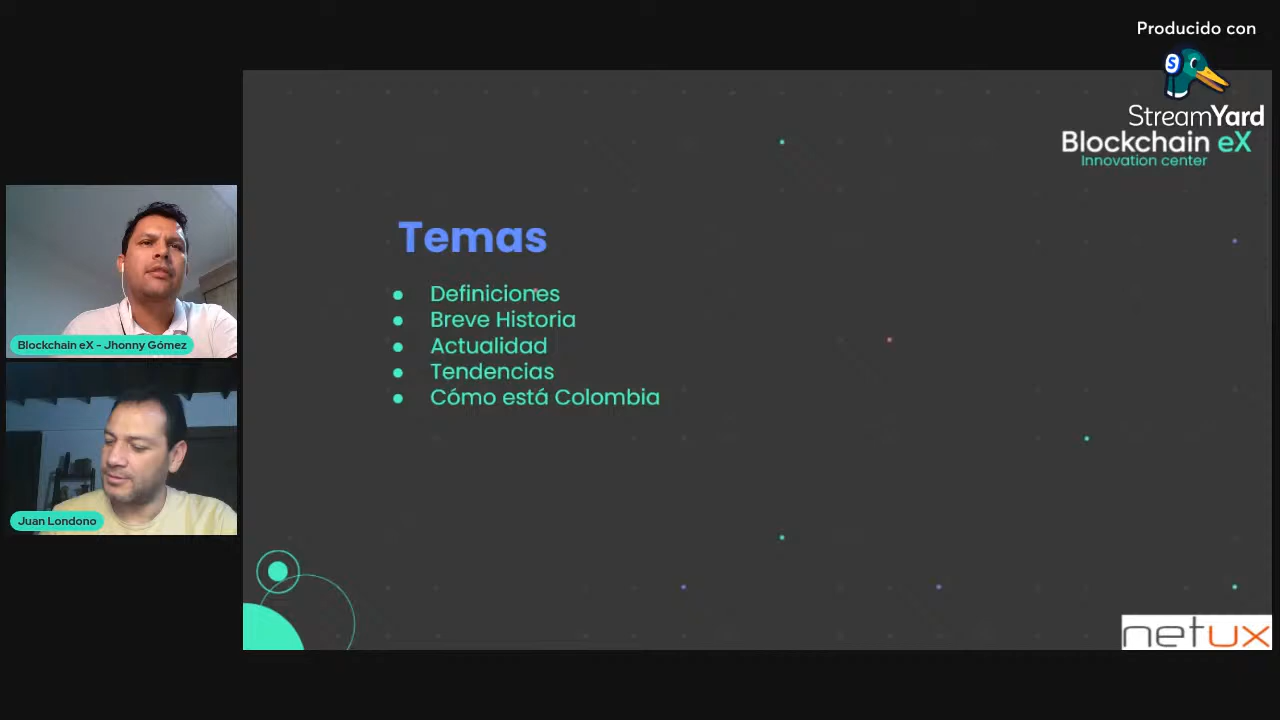 Producido con
S
StreamYard
Blockchain eX
Innovation center
Temas
● Definiciones
● Breve Historia
● Actualidad
● Tendencias
● Cómo está Colombia
Blockchain eX - Jhonny Gómez
Juan Londono
netux